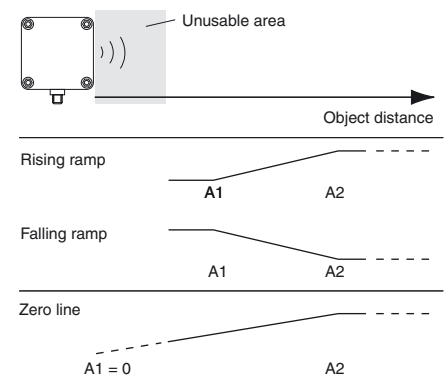 Unusable area
Object distance
Rising ramp
A1 A2
Falling ramp
A1 A2
Zero line
A1 = 0 A2